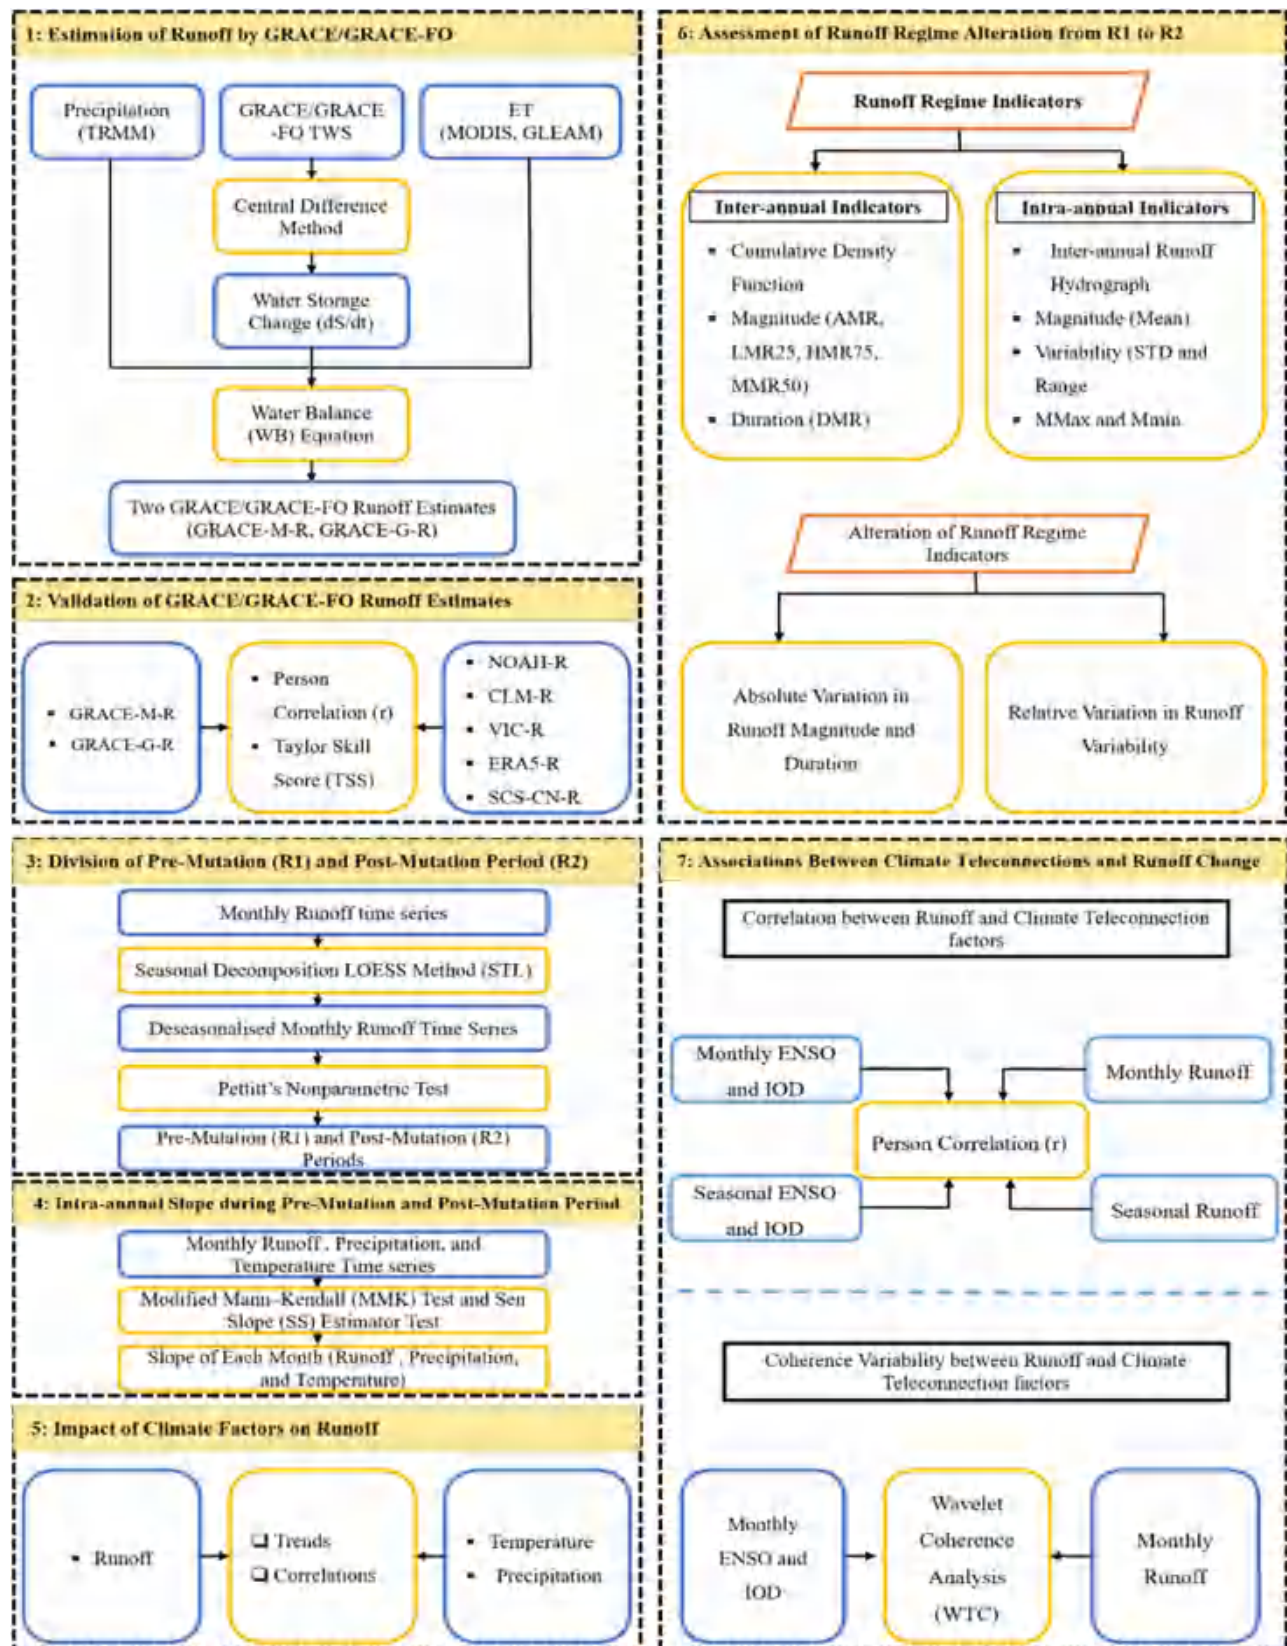 1: Estimation of Runoff by GRACE/GRACE-FO
Precipitation
(TRMM)
GRACE/GRACE
-FO TWS
ET
(MODIS, GLEAM)
Central Difference
Method
Water Storage
Change (dS/dt)
Water Balance
(WB) Equation
Two GRACE/GRACE-FO Runoff Estimates
(GRACE-M-R, GRACE-G-R)
2: Validation of GRACE/GRACE-FO Runoff Estimates
▪ GRACE-M-R
▪ GRACE-G-R
▪ Person
Correlation (r)
▪ Taylor Skill
Score (TSS)
▪ NOAH-R
▪ CLM-R
▪ VIC-R
▪ ERA5-R
▪ SCS-CN-R
3: Division of Pre-Mutation (R1) and Post-Mutation Period (R2)
Monthly Runoff time series
Seasonal Decomposition LOESS Method (STL)
Deseasonalised Monthly Runoff Time Series
Pettitt's Nonparametric Test
Pre-Mutation (R1) and Post-Mutation (R2)
Periods
4: Intra-annual Slope during Pre-Mutation and Post-Mutation Period
Monthly Runoff , Precipitation, and
Temperature Time series
Modified Mann–Kendall (MMK) Test and Sen
Slope (SS) Estimator Test
Slope of Each Month (Runoff , Precipitation,
and Temperature)
5: Impact of Climate Factors on Runoff
▪ Runoff
❑ Trends
❑ Correlations
▪ Temperature
▪ Precipitation
6: Assessment of Runoff Regime Alteration from R1 to R2
Runoff Regime Indicators
Inter-annual Indicators
▪ Cumulative Density
Function
▪ Magnitude (AMR,
LMR25, HMR75,
MMR50)
▪ Duration (DMR)
Intra-annual Indicators
▪ Inter-annual Runoff
Hydrograph
▪ Magnitude (Mean)
▪ Variability (STD and
Range
▪ MMax and Mmin
Alteration of Runoff Regime
Indicators
Absolute Variation in
Runoff Magnitude and
Duration
Relative Variation in Runoff
Variability
7: Associations Between Climate Teleconnections and Runoff Change
Correlation between Runoff and Climate Teleconnection
factors
Monthly ENSO
and IOD
Monthly Runoff
Person Correlation (r)
Seasonal ENSO
and IOD
Seasonal Runoff
Coherence Variability between Runoff and Climate
Teleconnection factors
Monthly
ENSO and
IOD
Wavelet
Coherence
Analysis
(WTC)
Monthly
Runoff